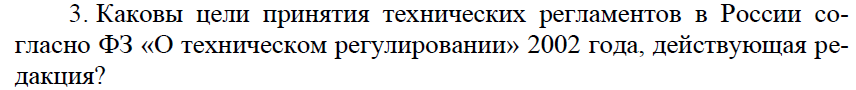 3. Каковы цели принятия технических регламентов в России со-
гласно ФЗ «О техническом регулировании» 2002 года, действующая ре-
дакция?